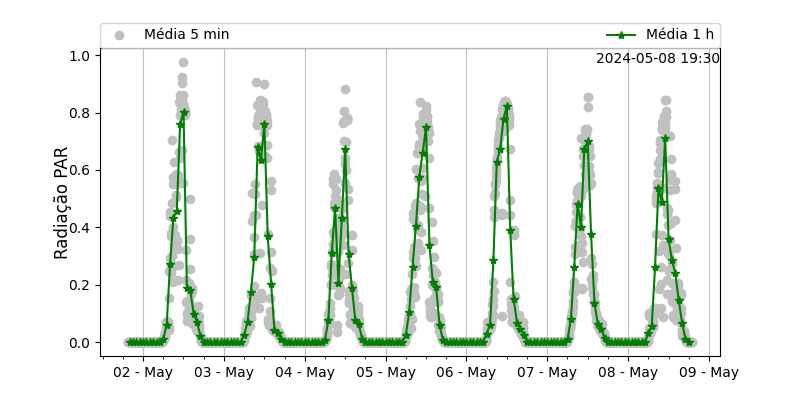 Média 5 min
Média 1 h
2024-05-08 19:30
Radiação PAR
1.0
0.8
0.6
0.4
0.2
0.0
02 - May
03 - May
04 - May
05 - May
06 - May
07 - May
08 - May
09 - May